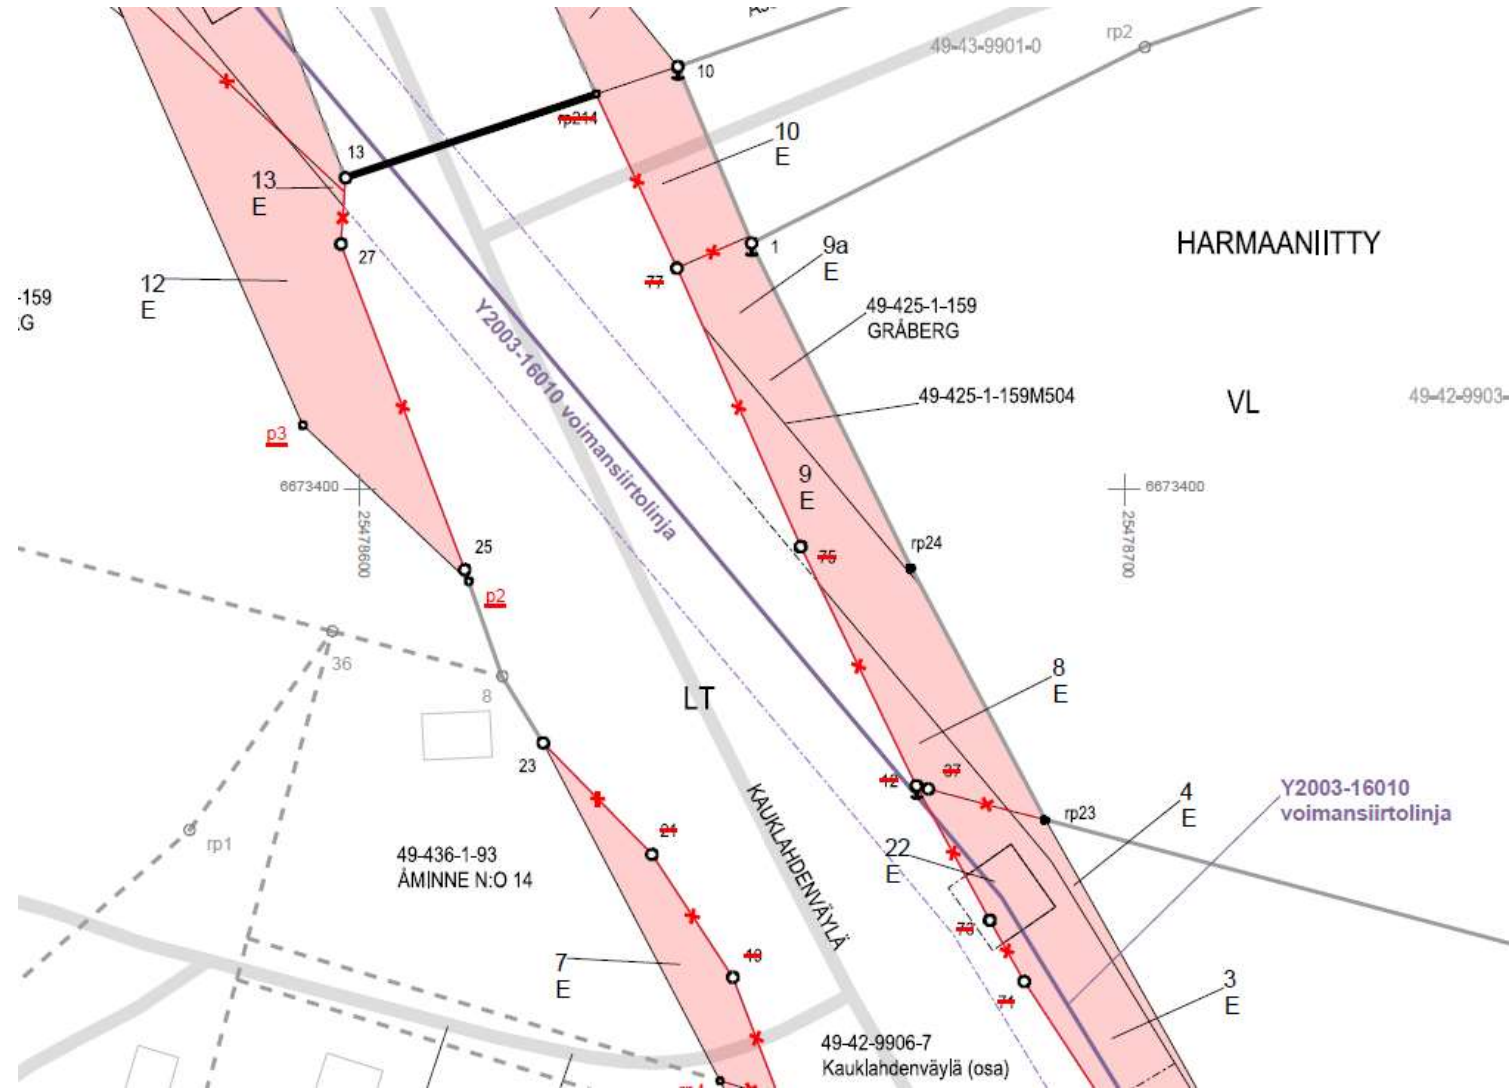 49-43-9901-0
rp2
10
rp214
13
10
E
13
E
27
1
9a
E
HARMAANIITTY
77
12
E
-159
:G
Y2003-16010 voimansiirtolinja
49-425-1-159
GRÅBERG
49-425-1-159M504
VL
49-42-9903-
p3
9
E
6673400
25478600
6673400
25478700
25
75
rp24
p2
36
8
8
E
LT
23
12
37
rp23
4
E
Y2003-16010
voimansiirtolinja
KAUKLAHDENVÄYLÄ
21
rp1
49-436-1-93
ÅMINNE N:O 14
22
E
73
19
7
E
71
3
E
49-42-9906-7
Kauklahdenväylä (osa)